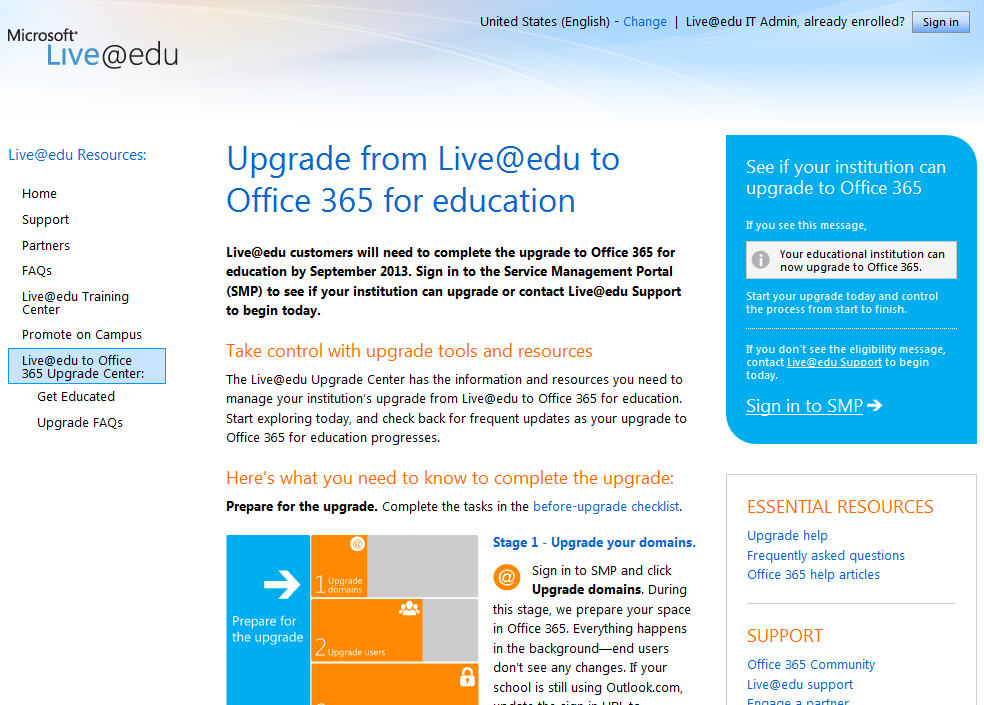 United States (English) - Change | Live@edu IT Admin, already enrolled? Sign in
Microsoft®
Live@edu
Live@edu Resources:
Home
Support
Partners
FAQs
Live@edu Training
Center
Promote on Campus
Live@edu to Office
365 Upgrade Center:
Get Educated
Upgrade FAQs
Upgrade from Live@edu to
Office 365 for education
Live@edu customers will need to complete the upgrade to Office 365 for
education by September 2013. Sign in to the Service Management Portal
(SMP) to see if your institution can upgrade or contact Live@edu Support
to begin today.
Take control with upgrade tools and resources
The Live@edu Upgrade Center has the information and resources you need to
manage your institution's upgrade from Live@edu to Office 365 for education.
Start exploring today, and check back for frequent updates as your upgrade to
Office 365 for education progresses.
Here's what you need to know to complete the upgrade:
Prepare for the upgrade. Complete the tasks in the before-upgrade checklist.
Prepare for
the upgrade
@
1 Upgrade
domains
2 Upgrade users
Stage 1 - Upgrade your domains.
@
Sign in to SMP and click
Upgrade domains. During
this stage, we prepare your space
in Office 365. Everything happens
in the background—end users
don't see any changes. If your
school is still using Outlook.com,
update the sign in URL to
See if your institution can
upgrade to Office 365
If you see this message,
Your educational institution can
now upgrade to Office 365.
Start your upgrade today and control
the process from start to finish.
If you don't see the eligibility message,
contact Live@edu Support to begin
today.
Sign in to SMP
ESSENTIAL RESOURCES
Upgrade help
Frequently asked questions
Office 365 help articles
SUPPORT
Office 365 Community
Live@edu support
Engage a partner